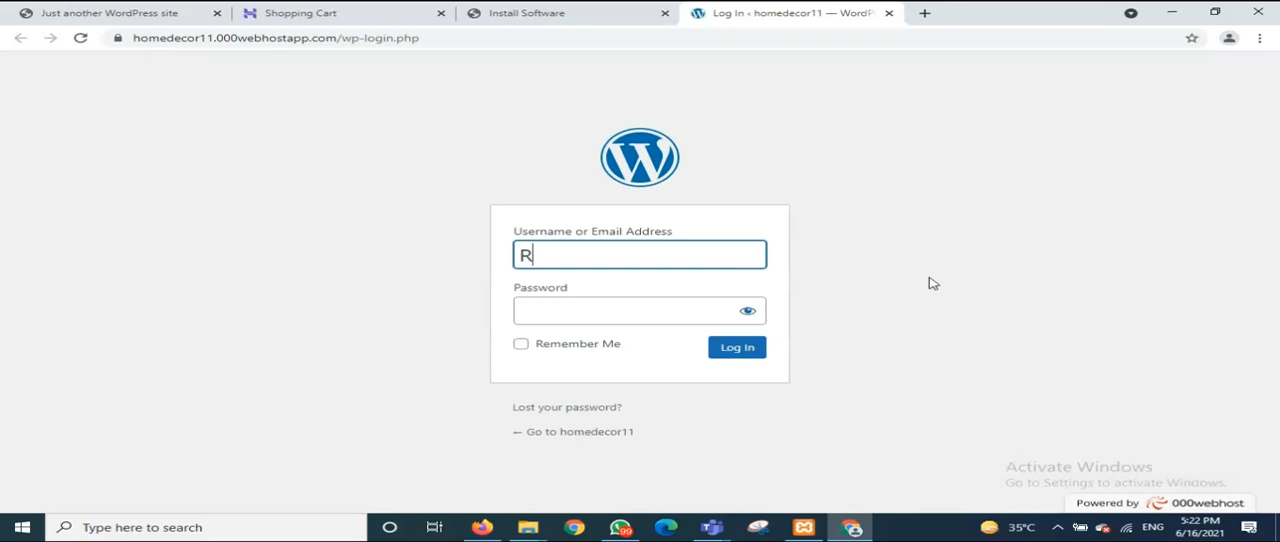 Just another WordPress site
Shopping Cart
Install Software
Log In ‹ homedecor11 — WordP
homedecor11.000webhostapp.com/wp-login.php
Username or Email Address
R
Password
Remember Me
Log In
Lost your password?
← Go to homedecor11
Activate Windows
Go to Settings to activate Windows.
Powered by 000webhost
Type here to search
99
35°C
ENG
5:22 PM
6/16/2021